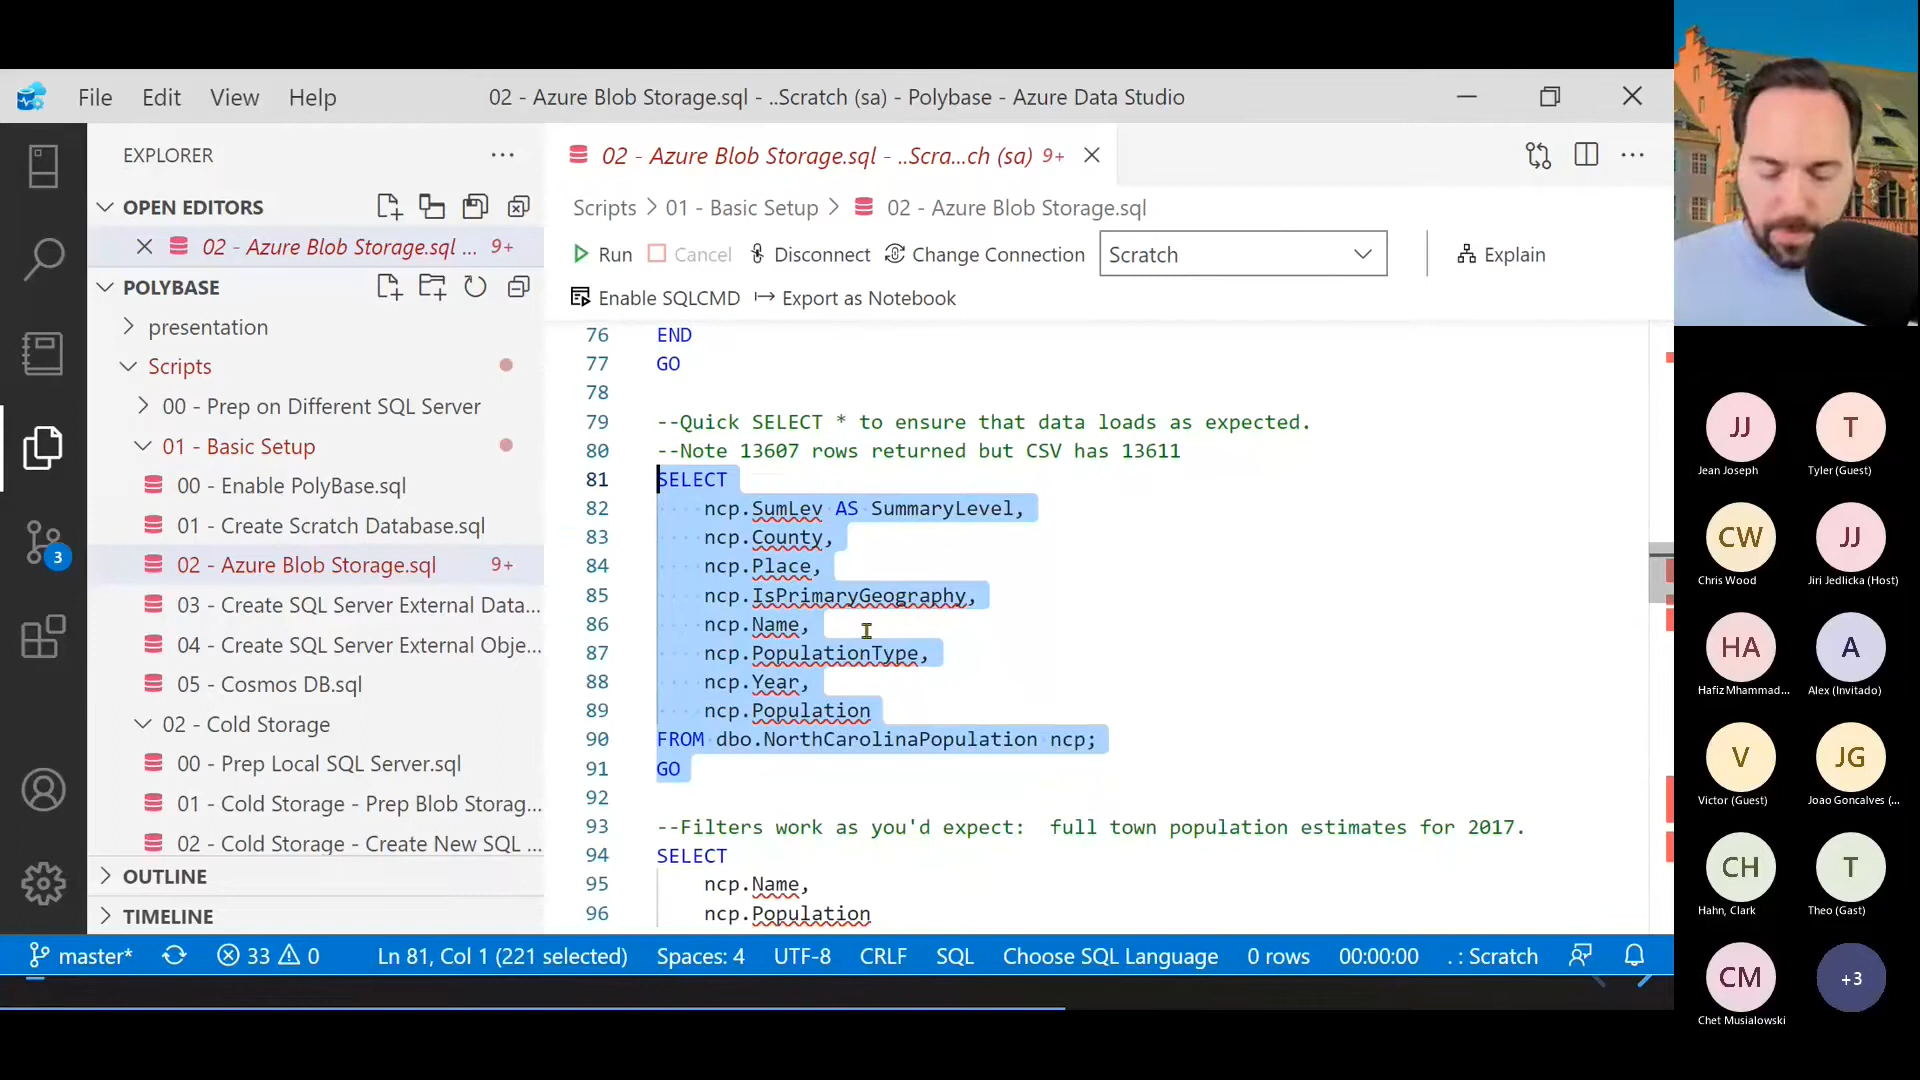 File Edit View Help
02 - Azure Blob Storage.sql - ..Scratch (sa) - Polybase - Azure Data Studio
EXPLORER
OPEN EDITORS
02 - Azure Blob Storage.sql ... 9+
POLYBASE
presentation
Scripts
00 - Prep on Different SQL Server
01 - Basic Setup
00 - Enable PolyBase.sql
01 - Create Scratch Database.sql
02 - Azure Blob Storage.sql 9+
03 - Create SQL Server External Data...
04 - Create SQL Server External Obje...
05 - Cosmos DB.sql
02 - Cold Storage
00 - Prep Local SQL Server.sql
01 - Cold Storage - Prep Blob Storag...
02 - Cold Storage - Create New SQL ...
OUTLINE
TIMELINE
3
02 - Azure Blob Storage.sql - ..Scra...ch (sa) 9+
Scripts > 01 - Basic Setup > 02 - Azure Blob Storage.sql
Run Cancel Disconnect Change Connection Scratch Explain
Enable SQLCMD Export as Notebook
76 END
77 GO
78
79 --Quick SELECT * to ensure that data loads as expected.
80 --Note 13607 rows returned but CSV has 13611
81 SELECT
82 ncp.SumLev AS SummaryLevel,
83 ncp.County,
84 ncp.Place,
85 ncp.IsPrimaryGeography,
86 ncp.Name,
87 ncp.PopulationType,
88 ncp.Year,
89 ncp.Population
90 FROM dbo.NorthCarolinaPopulation ncp;
91 GO
92
93 --Filters work as you'd expect:  full town population estimates for 2017.
94 SELECT
95 ncp.Name,
96 ncp.Population
master* 33 0 Ln 81, Col 1 (221 selected) Spaces: 4 UTF-8 CRLF SQL Choose SQL Language 0 rows 00:00:00 . : Scratch
JJ T
Jean Joseph Tyler (Guest)
CW JJ
Chris Wood Jiri Jedlicka (Host)
HA A
Hafiz Mhammad... Alex (Invitado)
V JG
Victor (Guest) Joao Goncalves (...
CH T
Hahn, Clark Theo (Gast)
CM +3
Chet Musialowski